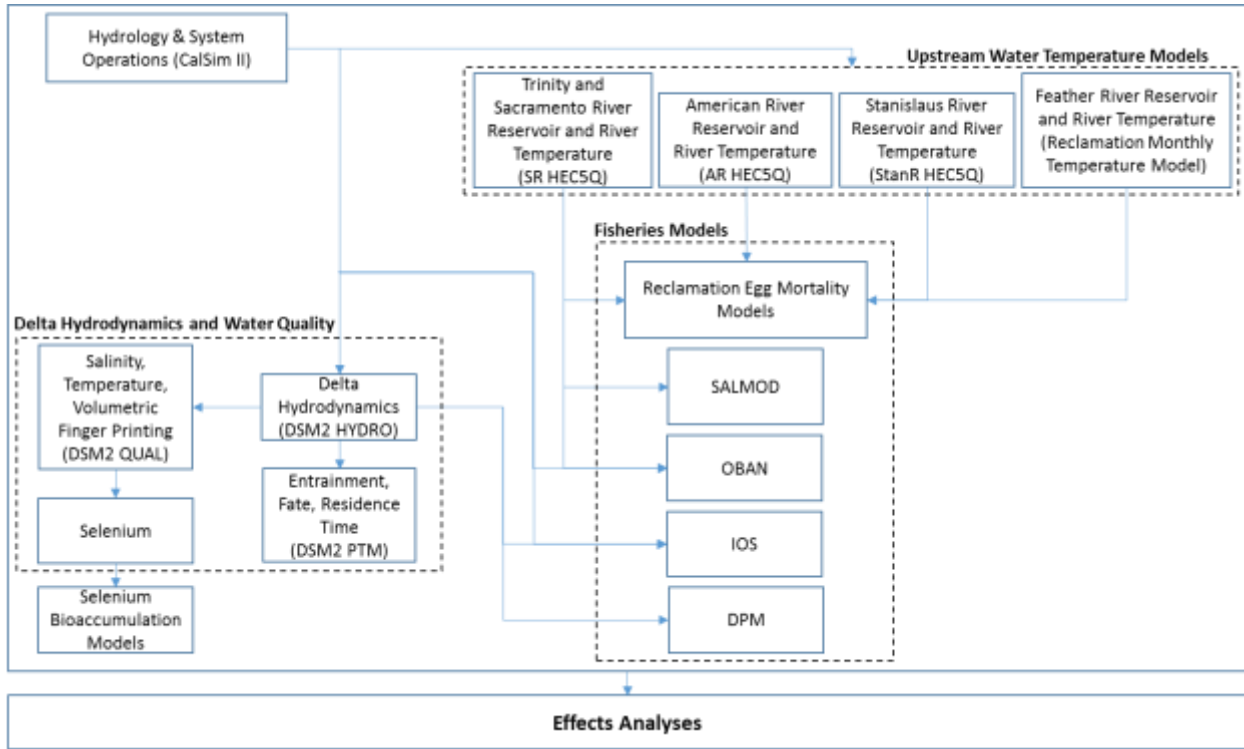 Hydrology & System
Operations (CalSim II)
Upstream Water Temperature Models
Trinity and
Sacramento River
Reservoir and River
Temperature
(SR HEC5Q)
American River
Reservoir and
River Temperature
(AR HEC5Q)
Stanislaus River
Reservoir and River
Temperature
(StanR HEC5Q)
Feather River Reservoir
and River Temperature
(Reclamation Monthly
Temperature Model)
Fisheries Models
Reclamation Egg Mortality
Models
SALMOD
OBAN
IOS
DPM
Delta Hydrodynamics and Water Quality
Salinity,
Temperature,
Volumetric
Finger Printing
(DSM2 QUAL)
Delta
Hydrodynamics
(DSM2 HYDRO)
Entrainment,
Fate, Residence
Time
(DSM2 PTM)
Selenium
Selenium
Bioaccumulation
Models
Effects Analyses